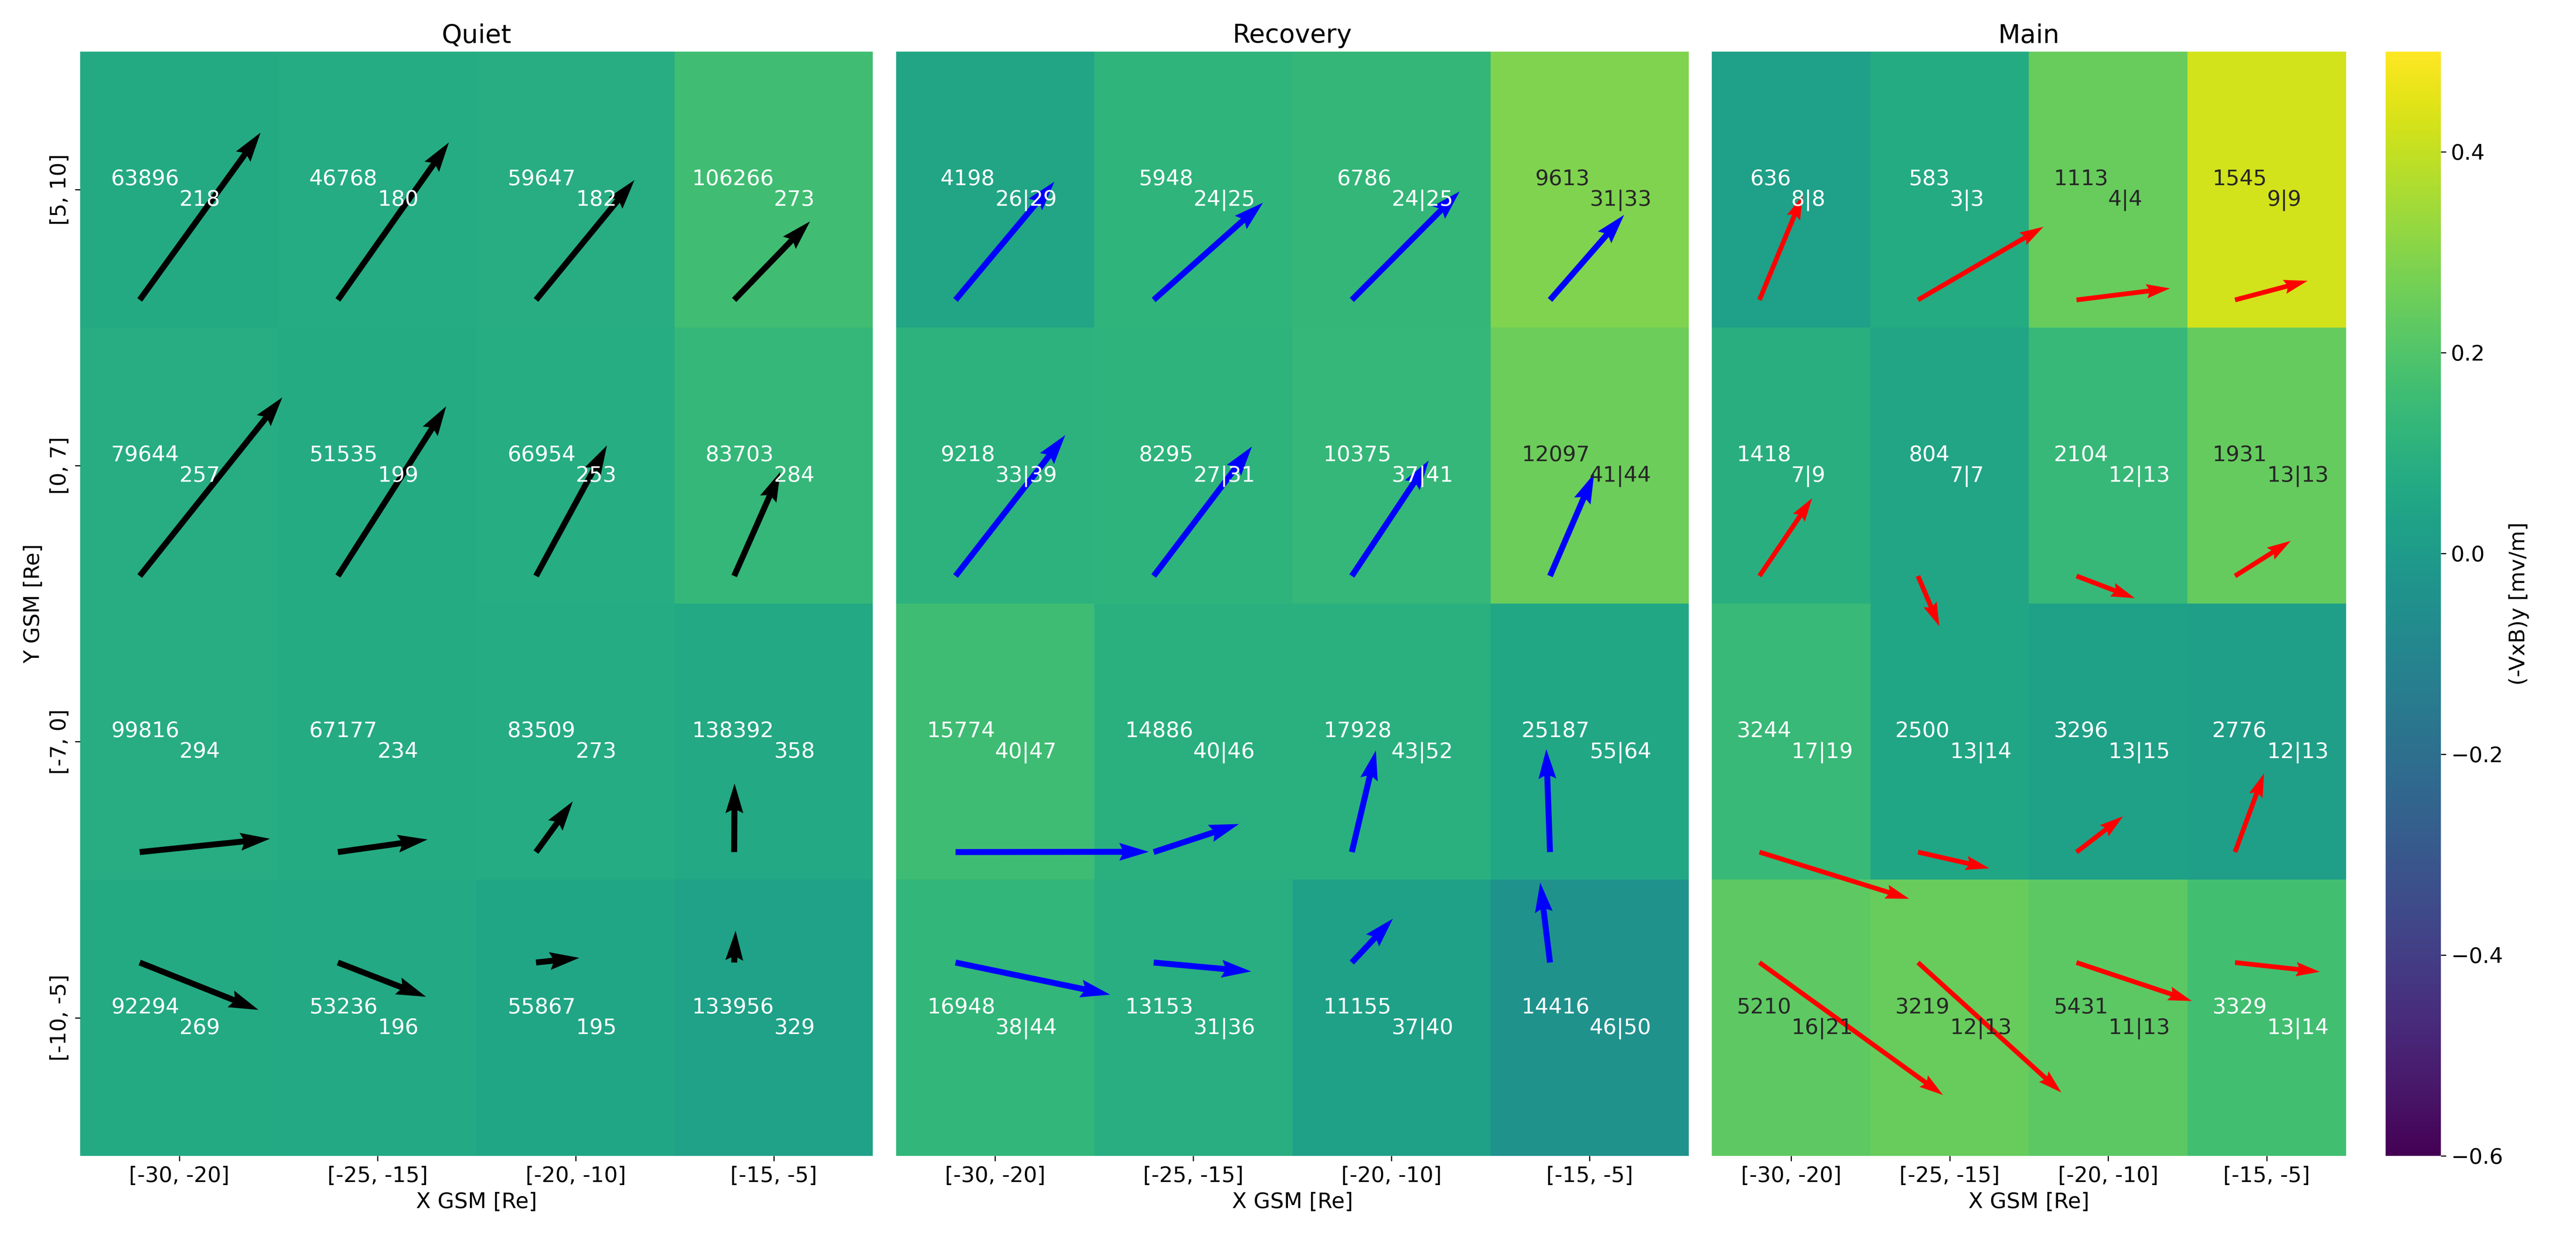 Quiet Recovery Main
[5, 10]
63896 46768 59647 106266 4198 5948 6786 9613 636 583 1113 1545
218 180 182 273 26|29 24|25 24|25 31|33 8|8 3|3 4|4 9|9
[0, 7]
79644 51535 66954 83703 9218 8295 10375 12097 1418 804 2104 1931
257 199 253 284 33|39 27|31 37|41 41|44 7|9 7|7 12|13 13|13
Y GSM [Re]
[-7, 0]
99816 67177 83509 138392 15774 14886 17928 25187 3244 2500 3296 2776
294 234 273 358 40|47 40|46 43|52 55|64 17|19 13|14 13|15 12|13
[-10, -5]
92294 53236 55867 133956 16948 13153 11155 14416 5210 3219 5431 3329
269 196 195 329 38|44 31|36 37|40 46|50 16|21 12|13 11|13 13|14
[-30, -20] [-25, -15] [-20, -10] [-15, -5] [-30, -20] [-25, -15] [-20, -10] [-15, -5] [-30, -20] [-25, -15] [-20, -10] [-15, -5]
X GSM [Re] X GSM [Re] X GSM [Re]
0.4
0.2
0.0
−0.2
−0.4
−0.6
(-VxB)y [mv/m]